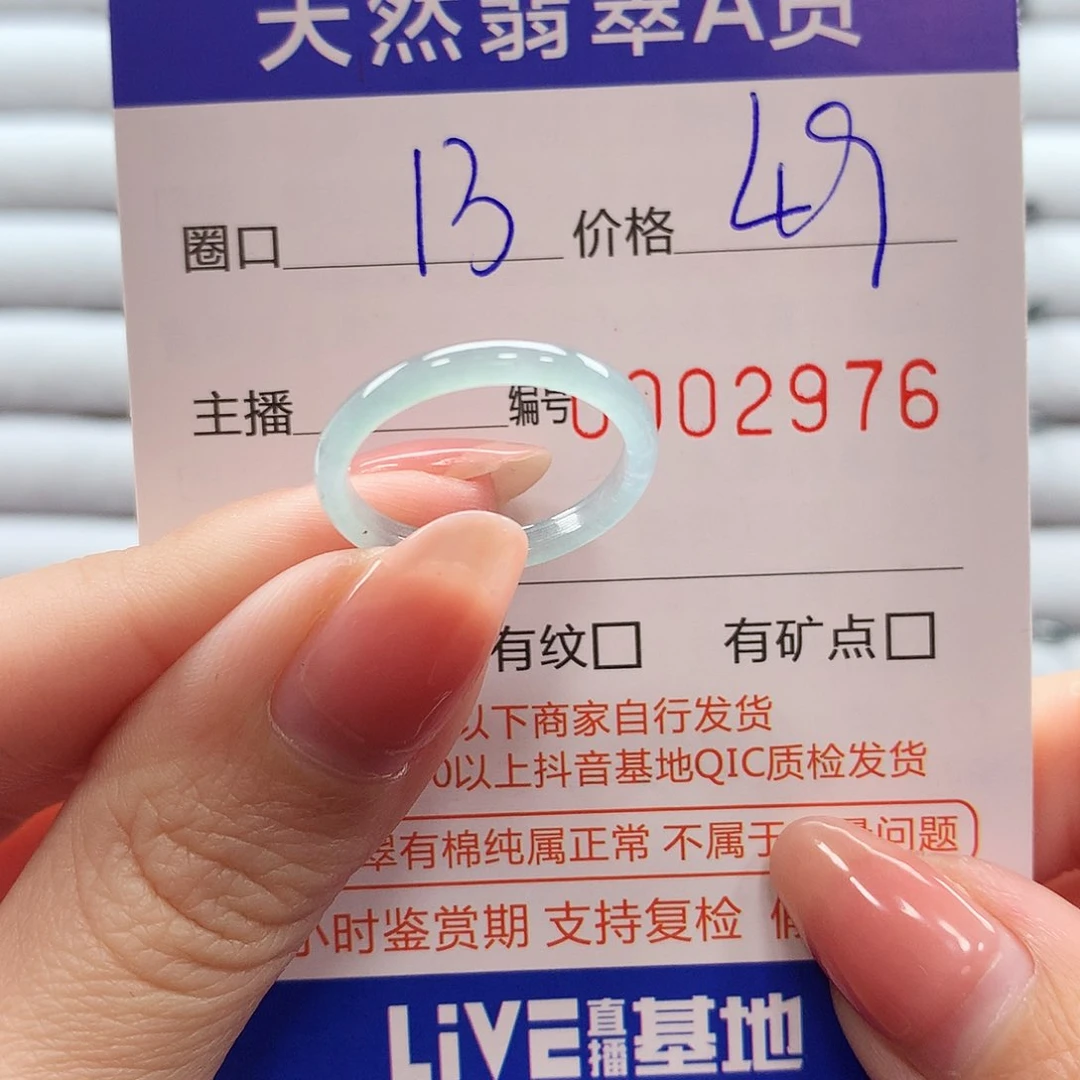 天然翡翠A货
圈口 13 价格 49
主播 编号 0002976
有纹□ 有矿点□
以下商家自行发货
0以上抖音基地QIC质检发货
翠有棉纯属正常 不属于 问题
小时鉴赏期 支持复检
LiVE直播基地